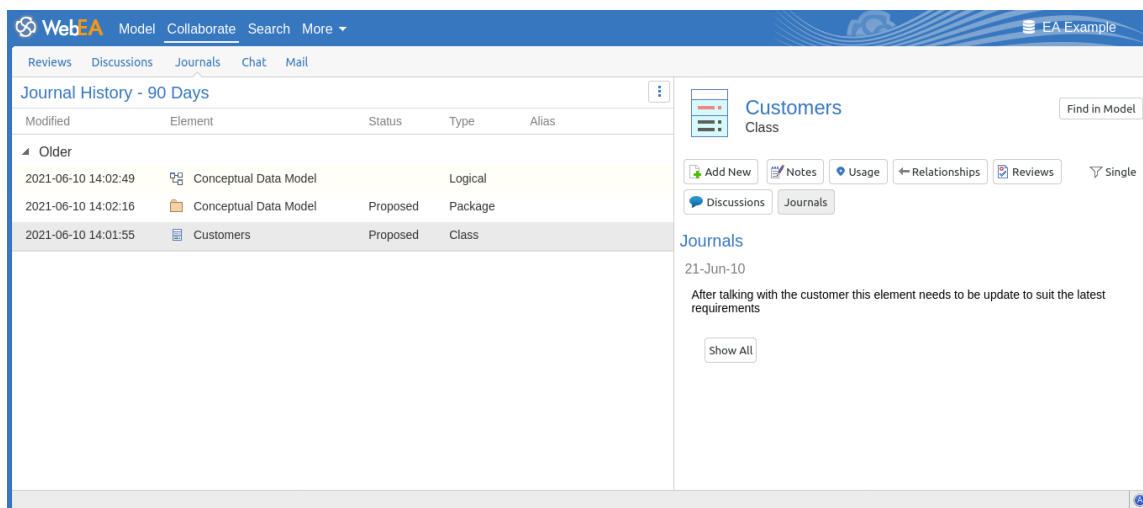 WebEA Model Collaborate Search More EA Example
Reviews Discussions Journals Chat Mail
Journal History - 90 Days
Modified Element Status Type Alias
Older
2021-06-10 14:02:49 Conceptual Data Model Logical
2021-06-10 14:02:16 Conceptual Data Model Proposed Package
2021-06-10 14:01:55 Customers Proposed Class
Customers
Class
Find in Model
Add New Notes Usage Relationships Reviews Single
Discussions Journals
Journals
21-Jun-10
After talking with the customer this element needs to be update to suit the latest
requirements
Show All